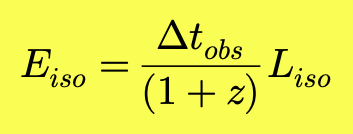 $E_{iso} = \frac{\Delta t_{obs}}{(1+z)} L_{iso}$